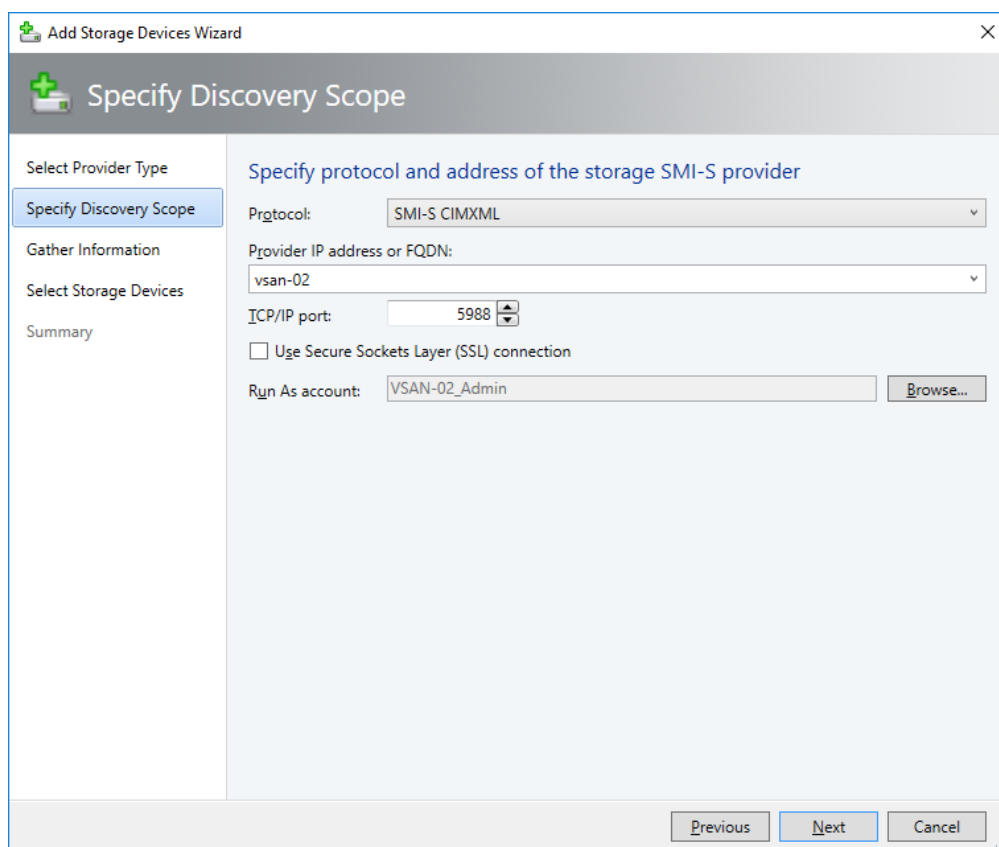 Add Storage Devices Wizard
Specify Discovery Scope
Select Provider Type
Specify Discovery Scope
Gather Information
Select Storage Devices
Summary
Specify protocol and address of the storage SMI-S provider
Protocol: SMI-S CIMXML
Provider IP address or FQDN:
vsan-02
TCP/IP port: 5988
Use Secure Sockets Layer (SSL) connection
Run As account: VSAN-02_Admin Browse...
Previous Next Cancel